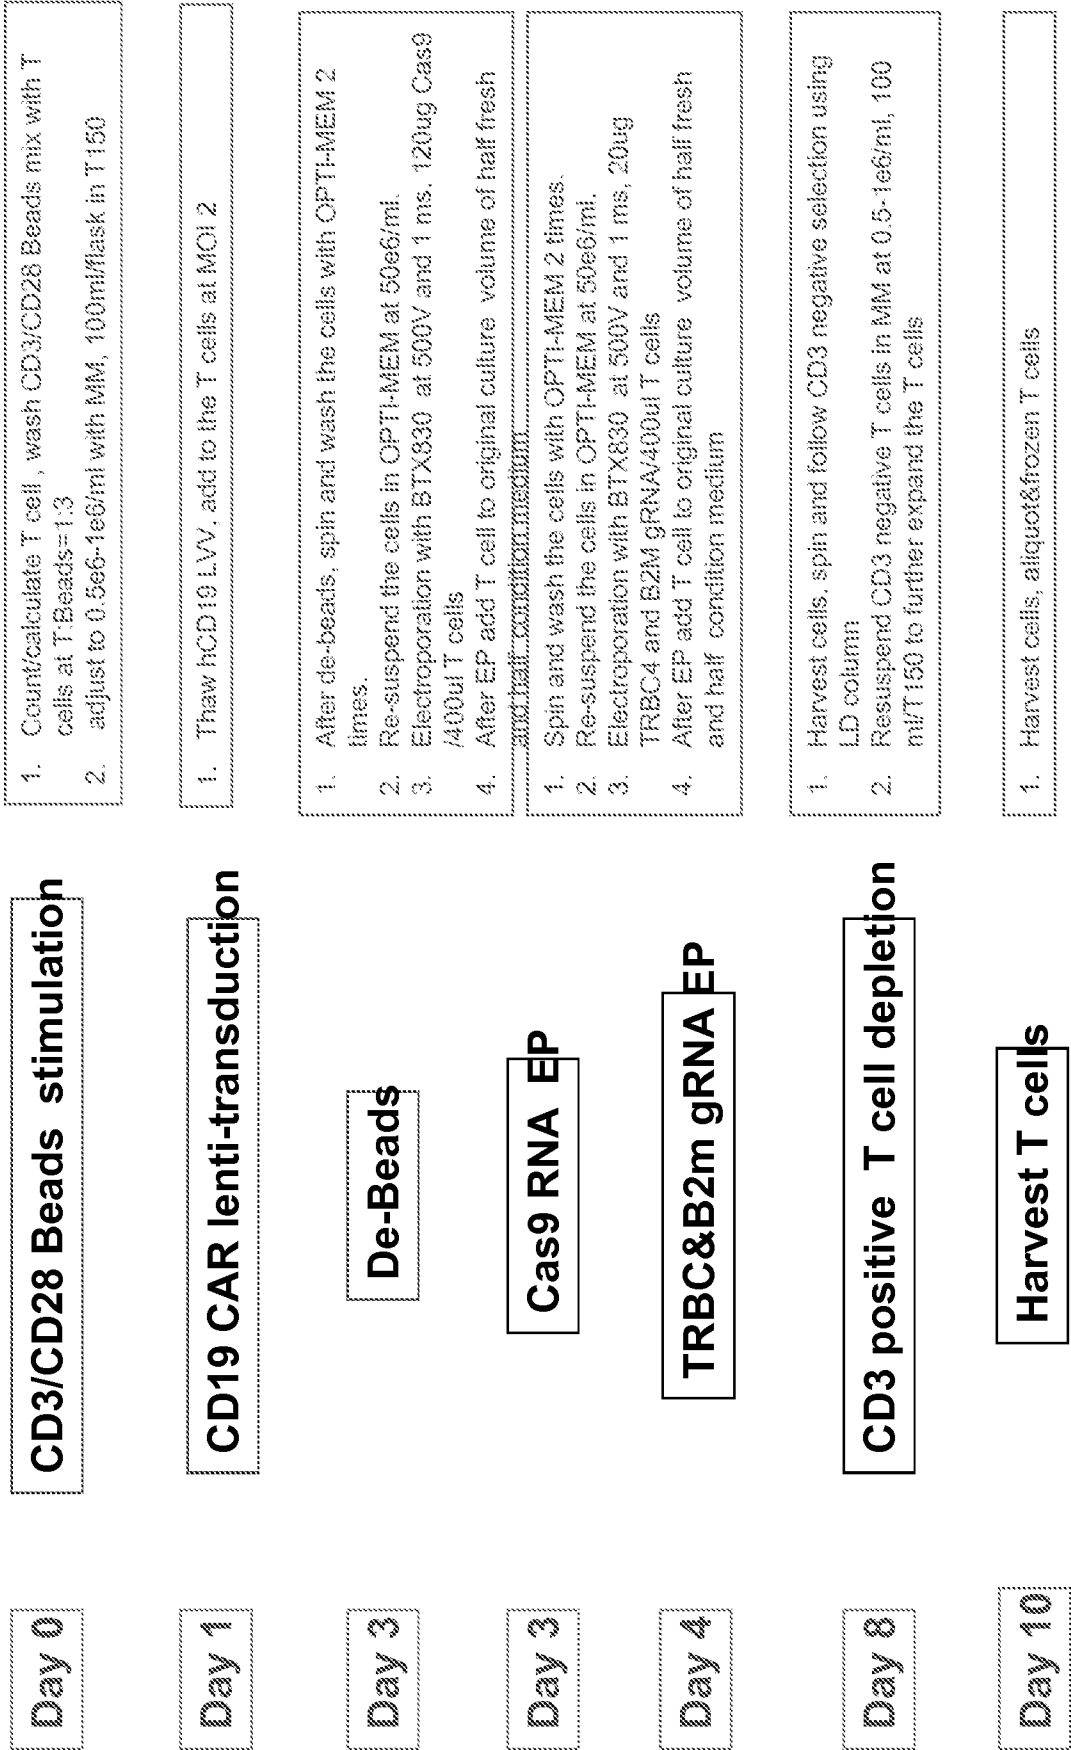 Day 0
CD3/CD28 Beads stimulation
1. Count/calculate T cell , wash CD3/CD28 Beads mix with T
cells at T:Beads=1:3
2. adjust to 0.5e6-1e6/ml with MM, 100ml/flask in T150
Day 1
CD19 CAR lenti-transduction
1. Thaw hCD19 LVV, add to the T cells at MOI 2
Day 3
De-Beads
Day 3
Cas9 RNA EP
1. After de-beads, spin and wash the cells with OPTI-MEM 2
times.
2. Re-suspend the cells in OPTI-MEM at 50e6/ml.
3. Electroporation with BTX830 at 500V and 1 ms. 120ug Cas9
/400ul T cells
4. After EP add T cell to original culture volume of half fresh
and half condition medium
Day 4
TRBC&B2m gRNA EP
1. Spin and wash the cells with OPTI-MEM 2 times.
2. Re-suspend the cells in OPTI-MEM at 50e6/ml.
3. Electroporation with BTX830 at 500V and 1 ms, 20ug
TRBC4 and B2M gRNA/400ul T cells
4. After EP add T cell to original culture volume of half fresh
and half condition medium
Day 8
CD3 positive T cell depletion
1. Harvest cells, spin and follow CD3 negative selection using
LD column
2. Resuspend CD3 negative T cells in MM at 0.5-1e6/ml, 100
ml/T150 to further expand the T cells
Day 10
Harvest T cells
1. Harvest cells, aliquot&frozen T cells